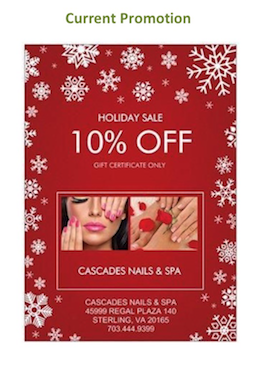 Current Promotion
HOLIDAY SALE
10% OFF
GIFT CERTIFICATE ONLY
CASCADES NAILS & SPA
CASCADES NAILS & SPA
45999 REGAL PLAZA 140
STERLING, VA 20165
703.444.9399